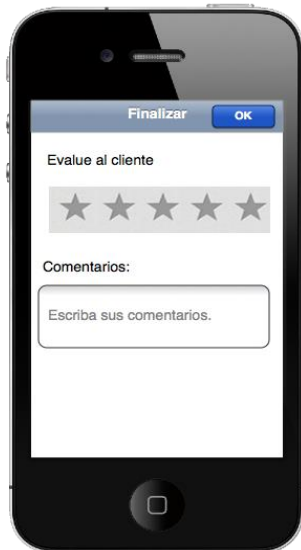 Finalizar
OK
Evalue al cliente
Comentarios:
Escriba sus comentarios.